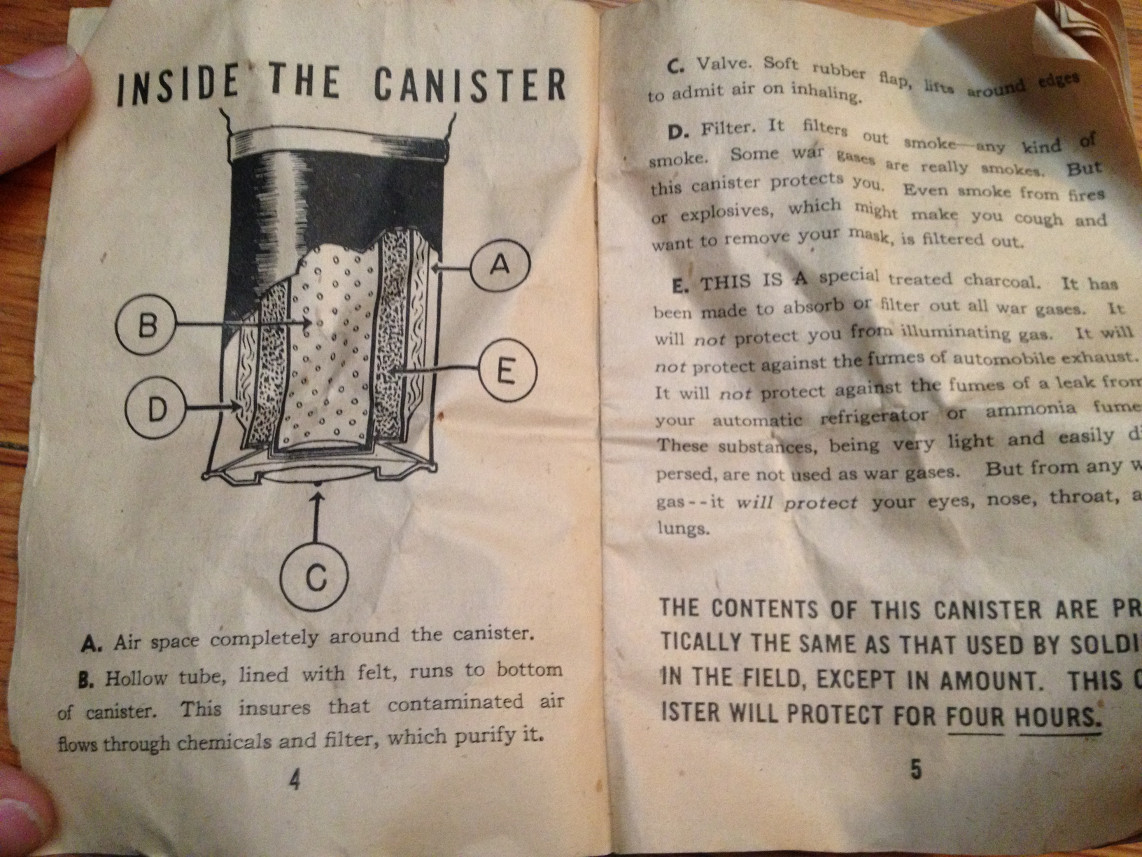 INSIDE THE CANISTER
A
B
E
D
C
A. Air space completely around the canister.
B. Hollow tube, lined with felt, runs to bottom
of canister. This insures that contaminated air
flows through chemicals and filter, which purify it.
4
C. Valve. Soft rubber flap, lifts around edges
to admit air on inhaling.
D. Filter. It filters out smoke—any kind of
smoke. Some war gases are really smokes. But
this canister protects you. Even smoke from fires
or explosives, which might make you cough and
want to remove your mask, is filtered out.
E. THIS IS A special treated charcoal. It has
been made to absorb or filter out all war gases. It
will not protect you from illuminating gas. It will
not protect against the fumes of automobile exhaust.
It will not protect against the fumes of a leak from
your automatic refrigerator or ammonia fume
These substances, being very light and easily di
persed, are not used as war gases. But from any w
gas--it will protect your eyes, nose, throat, a
lungs.
THE CONTENTS OF THIS CANISTER ARE PR
TICALLY THE SAME AS THAT USED BY SOLDI
IN THE FIELD, EXCEPT IN AMOUNT. THIS C
ISTER WILL PROTECT FOR FOUR HOURS.
5